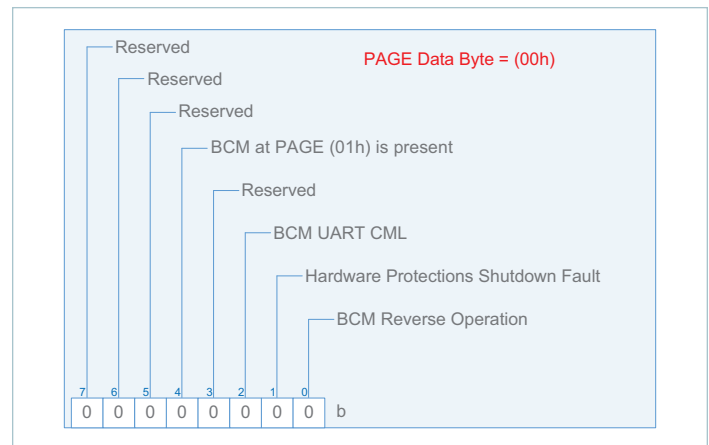 Reserved
PAGE Data Byte = (00h)
Reserved
Reserved
BCM at PAGE (01h) is present
Reserved
BCM UART CML
Hardware Protections Shutdown Fault
BCM Reverse Operation
7 6 5 4 3 2 1 0
0 0 0 0 0 0 0 0 b